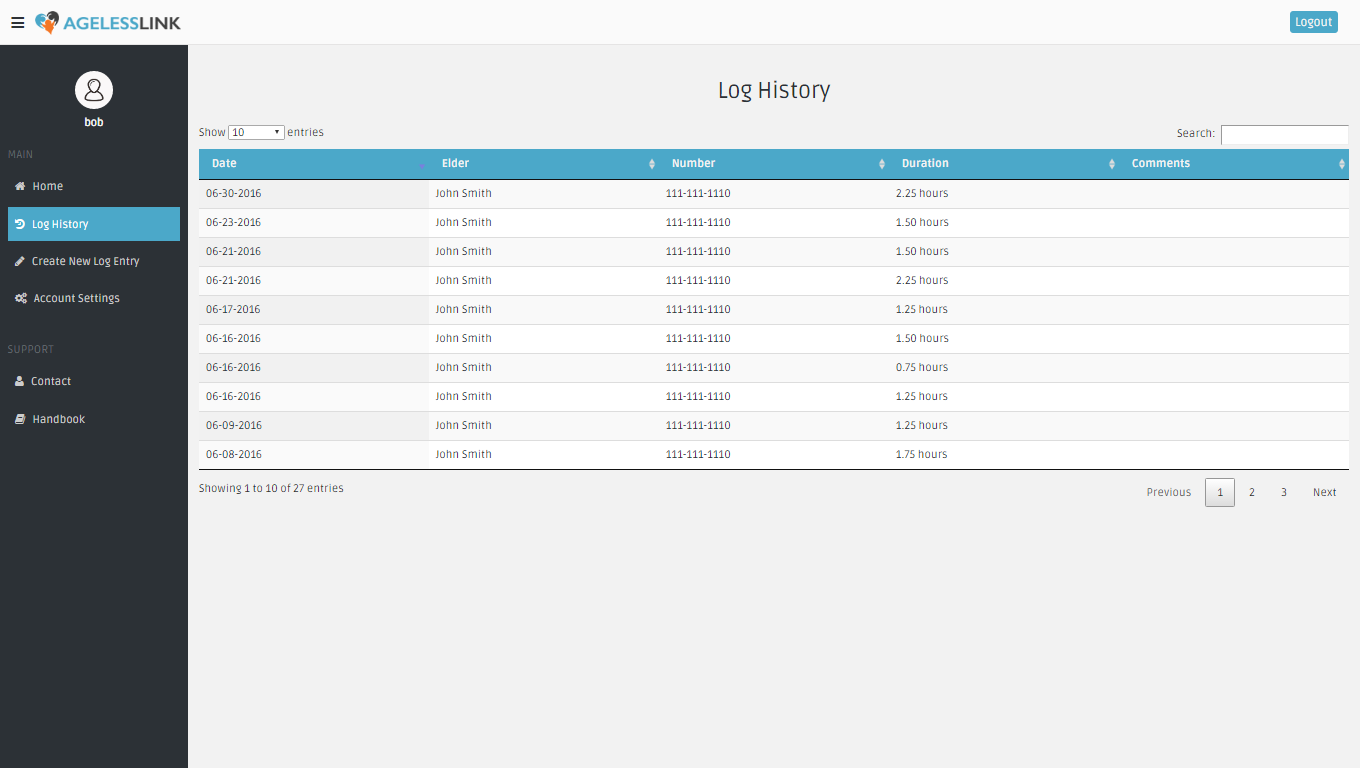 AGELESSLINK Logout
bob
MAIN
Home
Log History
Create New Log Entry
Account Settings
SUPPORT
Contact
Handbook
Log History
Show 10 entries Search:
Date Elder Number Duration Comments
06-30-2016 John Smith 111-111-1110 2.25 hours
06-23-2016 John Smith 111-111-1110 1.50 hours
06-21-2016 John Smith 111-111-1110 1.50 hours
06-21-2016 John Smith 111-111-1110 2.25 hours
06-17-2016 John Smith 111-111-1110 1.25 hours
06-16-2016 John Smith 111-111-1110 1.50 hours
06-16-2016 John Smith 111-111-1110 0.75 hours
06-16-2016 John Smith 111-111-1110 1.25 hours
06-09-2016 John Smith 111-111-1110 1.25 hours
06-08-2016 John Smith 111-111-1110 1.75 hours
Showing 1 to 10 of 27 entries Previous 1 2 3 Next